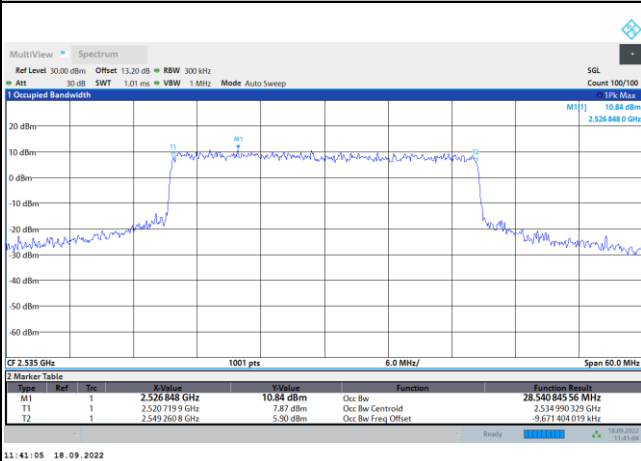 MultiView Spectrum
Ref Level 30.00 dBm Offset 13.20 dB RBW 300 kHz SGL
Att 30 dB SWT 1.01 ms VBW 1 MHz Mode Auto Sweep Count 100/100
1 Occupied Bandwidth 1Pk Max
M1[1] 10.84 dBm
2.526 848 0 GHz
20 dBm
M1
T1
T2
10 dBm
0 dBm
-10 dBm
-20 dBm
-30 dBm
-40 dBm
-50 dBm
-60 dBm
CF 2.535 GHz 1001 pts 6.0 MHz/ Span 60.0 MHz
2 Marker Table
Type Ref Trc X-Value Y-Value Function Function Result
M1 1 2.526 848 GHz 10.84 dBm Occ Bw 28.540 845 56 MHz
T1 1 2.520 719 9 GHz 7.87 dBm Occ Bw Centroid 2.534 990 329 GHz
T2 1 2.549 260 8 GHz 5.90 dBm Occ Bw Freq Offset -9.671 404 019 kHz
Ready 18.09.2022
11:41:04
11:41:05 18.09.2022